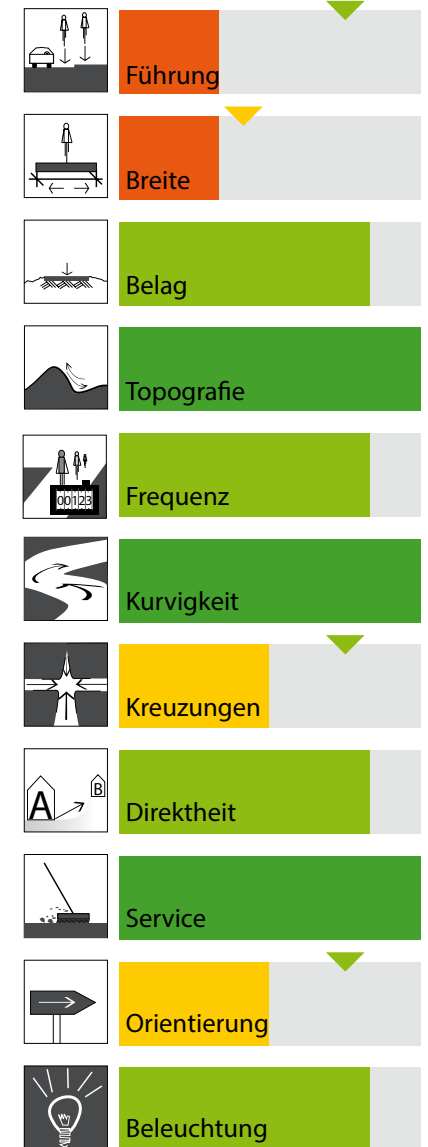 Führung
Breite
Belag
Topografie
00123
Frequenz
Kurvigkeit
Kreuzungen
A
B
Direktheit
Service
Orientierung
Beleuchtung